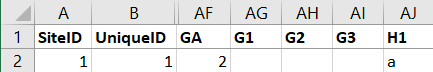 A B AF AG AH AI AJ
1 SiteID UniqueID GA G1 G2 G3 H1
2 1 1 2 a